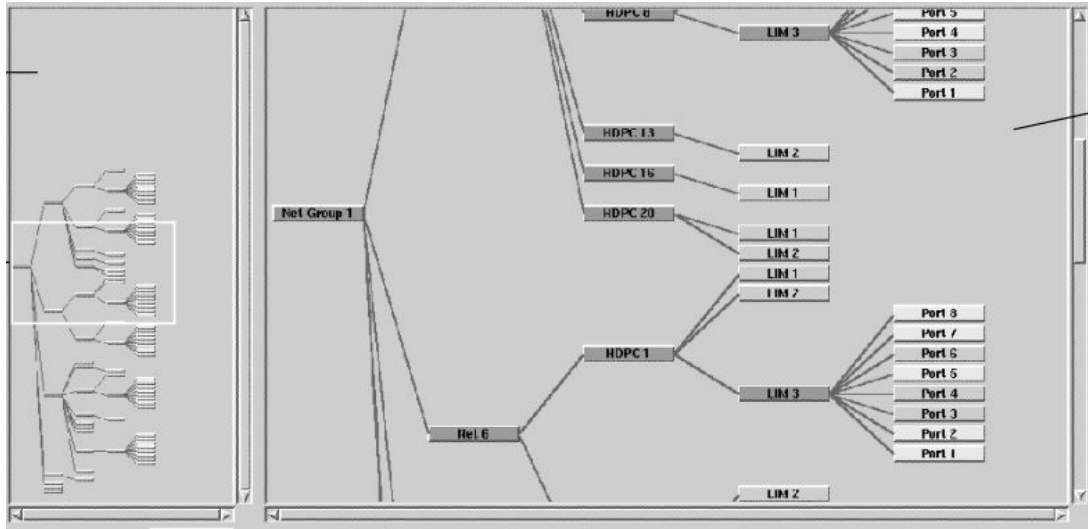 HDPC 8
Port 5
LIM 3
Port 4
Port 3
Port 2
Port 1
HDPC 13
LIM 2
HDPC 16
LIM 1
Net Group 1
HDPC 20
LIM 1
LIM 2
LIM 1
LIM 2
Port 8
Port 7
HDPC 1
Port 6
Port 5
LIM 3
Port 4
Port 3
Net 6
Port 2
Port 1
LIM 2